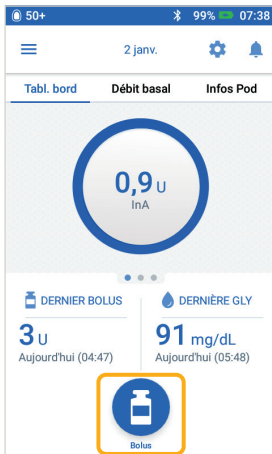 50+ 99% 07:38
2 janv.
Tabl. bord Débit basal Infos Pod
0,9 U
InA
DERNIER BOLUS DERNIÈRE GLY
3 U 91 mg/dL
Aujourd'hui (04:47) Aujourd'hui (05:48)
Bolus